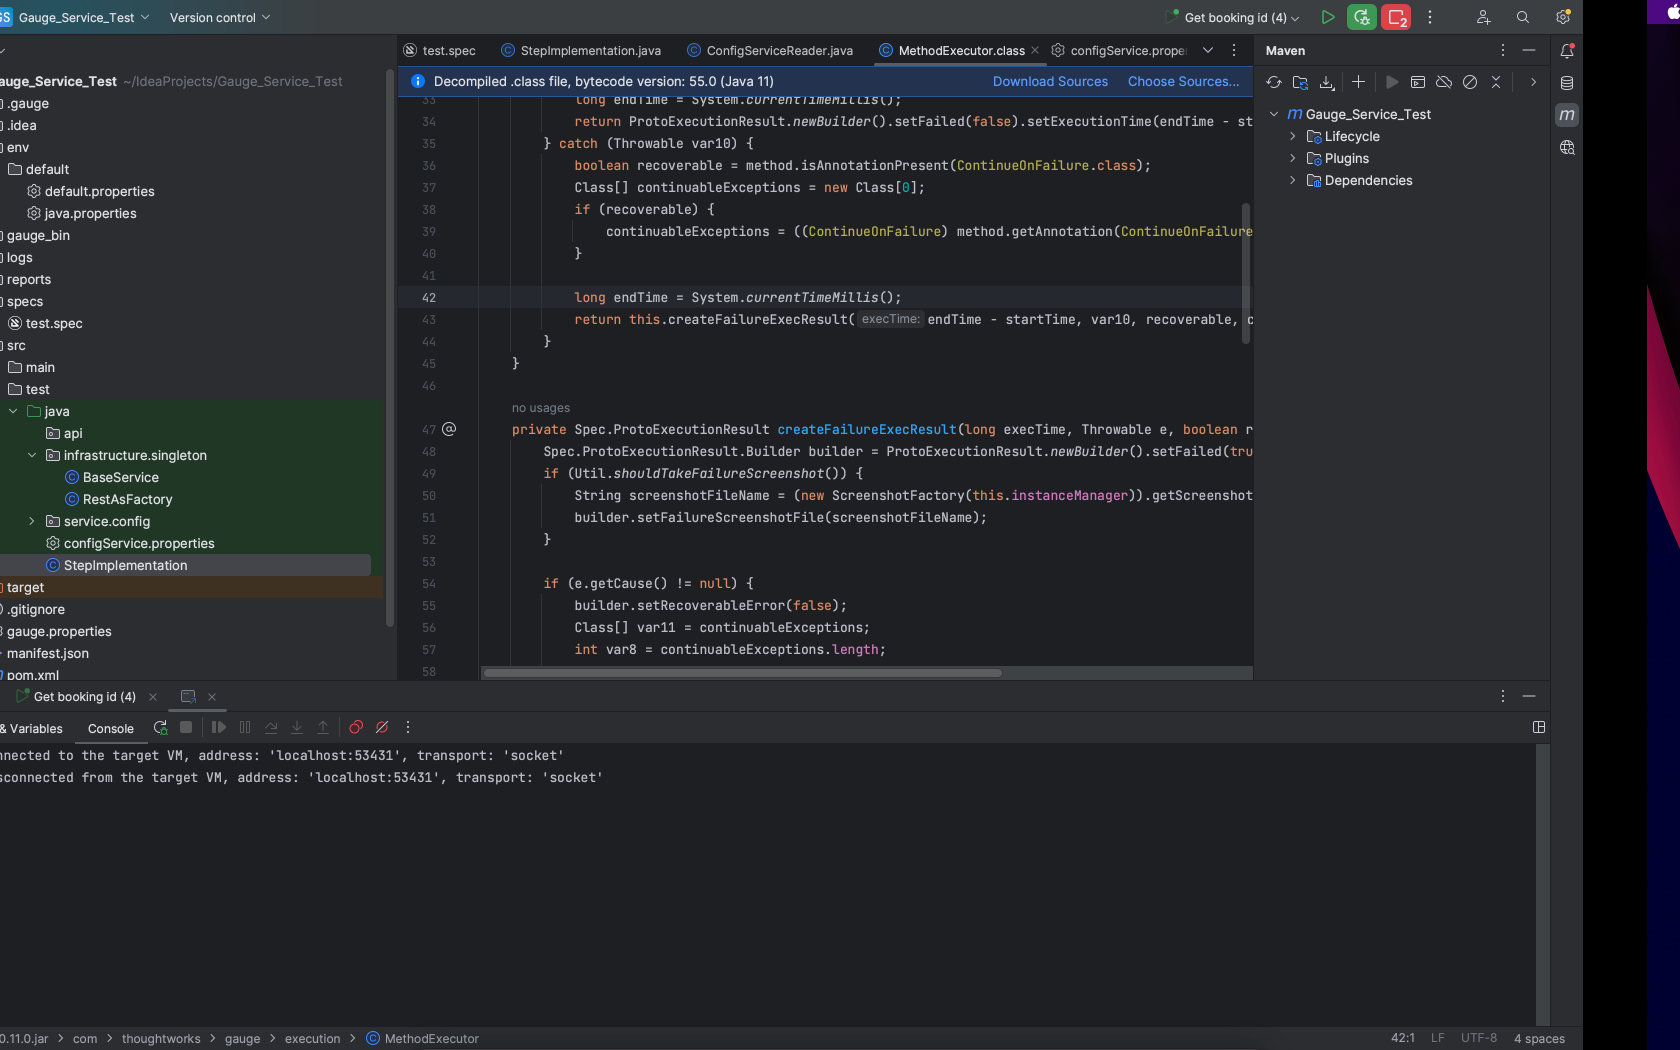 GS Gauge_Service_Test Version control Get booking id (4) 2
test.spec StepImplementation.java ConfigServiceReader.java MethodExecutor.class configService.prope
Maven
Decompiled .class file, bytecode version: 55.0 (Java 11) Download Sources Choose Sources...
auge_Service_Test ~/IdeaProjects/Gauge_Service_Test
.gauge
.idea
env
default
default.properties
java.properties
gauge_bin
logs
reports
specs
test.spec
src
main
test
java
api
infrastructure.singleton
BaseService
RestAsFactory
service.config
configService.properties
StepImplementation
target
.gitignore
gauge.properties
manifest.json
pom.xml
33 long endTime = System.currentTimeMillis();
34 return ProtoExecutionResult.newBuilder().setFailed(false).setExecutionTime(endTime - st
35 } catch (Throwable var10) {
36 boolean recoverable = method.isAnnotationPresent(ContinueOnFailure.class);
37 Class[] continuableExceptions = new Class[0];
38 if (recoverable) {
39 continuableExceptions = ((ContinueOnFailure) method.getAnnotation(ContinueOnFailure
40 }
41
42 long endTime = System.currentTimeMillis();
43 return this.createFailureExecResult( execTime: endTime - startTime, var10, recoverable, c
44 }
45 }
46
no usages
47 @ private Spec.ProtoExecutionResult createFailureExecResult(long execTime, Throwable e, boolean r
48 Spec.ProtoExecutionResult.Builder builder = ProtoExecutionResult.newBuilder().setFailed(tru
49 if (Util.shouldTakeFailureScreenshot()) {
50 String screenshotFileName = (new ScreenshotFactory(this.instanceManager)).getScreenshot
51 builder.setFailureScreenshotFile(screenshotFileName);
52 }
53
54 if (e.getCause() != null) {
55 builder.setRecoverableError(false);
56 Class[] var11 = continuableExceptions;
57 int var8 = continuableExceptions.length;
58
m Gauge_Service_Test
Lifecycle
Plugins
Dependencies
m
Get booking id (4)
& Variables Console
nnected to the target VM, address: 'localhost:53431', transport: 'socket'
sconnected from the target VM, address: 'localhost:53431', transport: 'socket'
0.11.0.jar > com > thoughtworks > gauge > execution > MethodExecutor
42:1 LF UTF-8 4 spaces